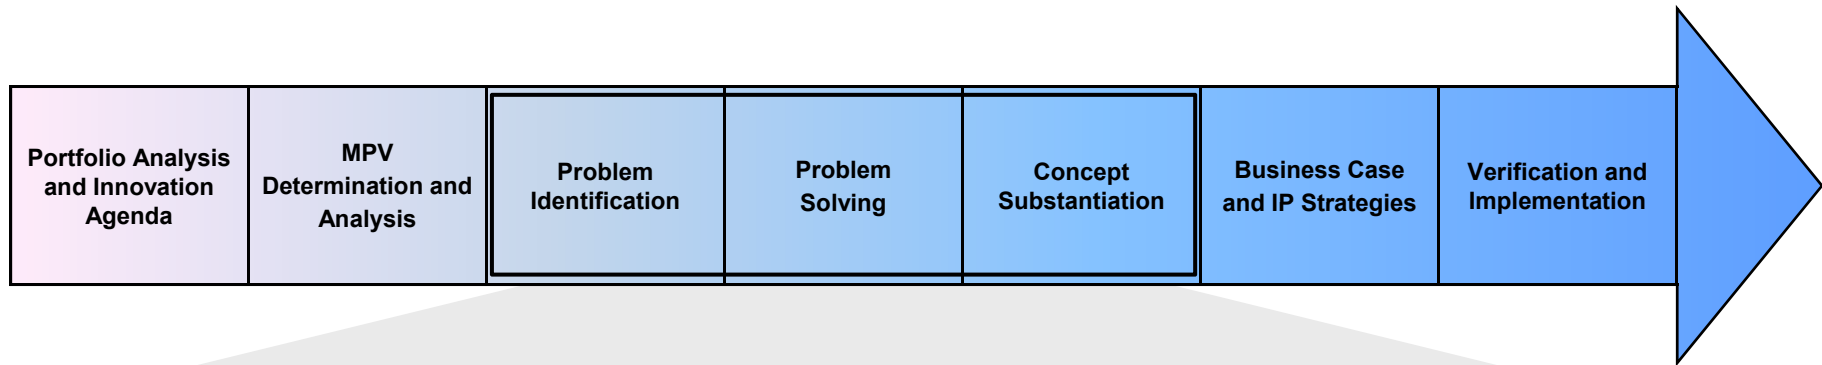 Portfolio Analysis
and Innovation
Agenda
MPV
Determination and
Analysis
Problem
Identification
Problem
Solving
Concept
Substantiation
Business Case
and IP Strategies
Verification and
Implementation